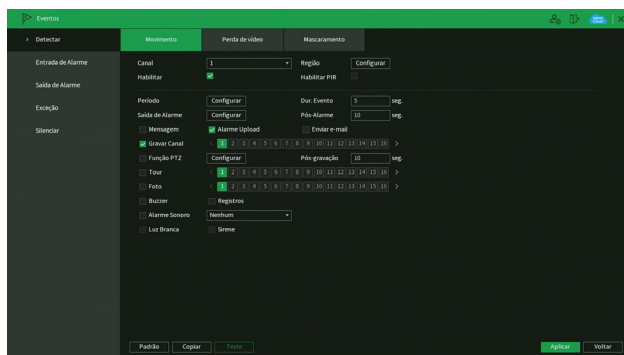 Eventos
Detectar
Entrada de Alarme
Saída de Alarme
Exceção
Silenciar
Movimento Perda de vídeo Mascaramento
Canal 1 Região Configurar
Habilitar Habilitar PIR
Período Configurar Dur. Evento 5 seg.
Saída de Alarme Configurar Pós-Alarme 10 seg.
Mensagem Alarme Upload Enviar e-mail
Gravar Canal < 1 2 3 4 5 6 7 8 9 10 11 12 13 14 15 16 >
Função PTZ Configurar Pós-gravação 10 seg.
Tour < 1 2 3 4 5 6 7 8 9 10 11 12 13 14 15 16 >
Foto < 1 2 3 4 5 6 7 8 9 10 11 12 13 14 15 16 >
Buzzer Registros
Alarme Sonoro Nenhum
Luz Branca Sirene
Padrão Copiar Teste Aplicar Voltar